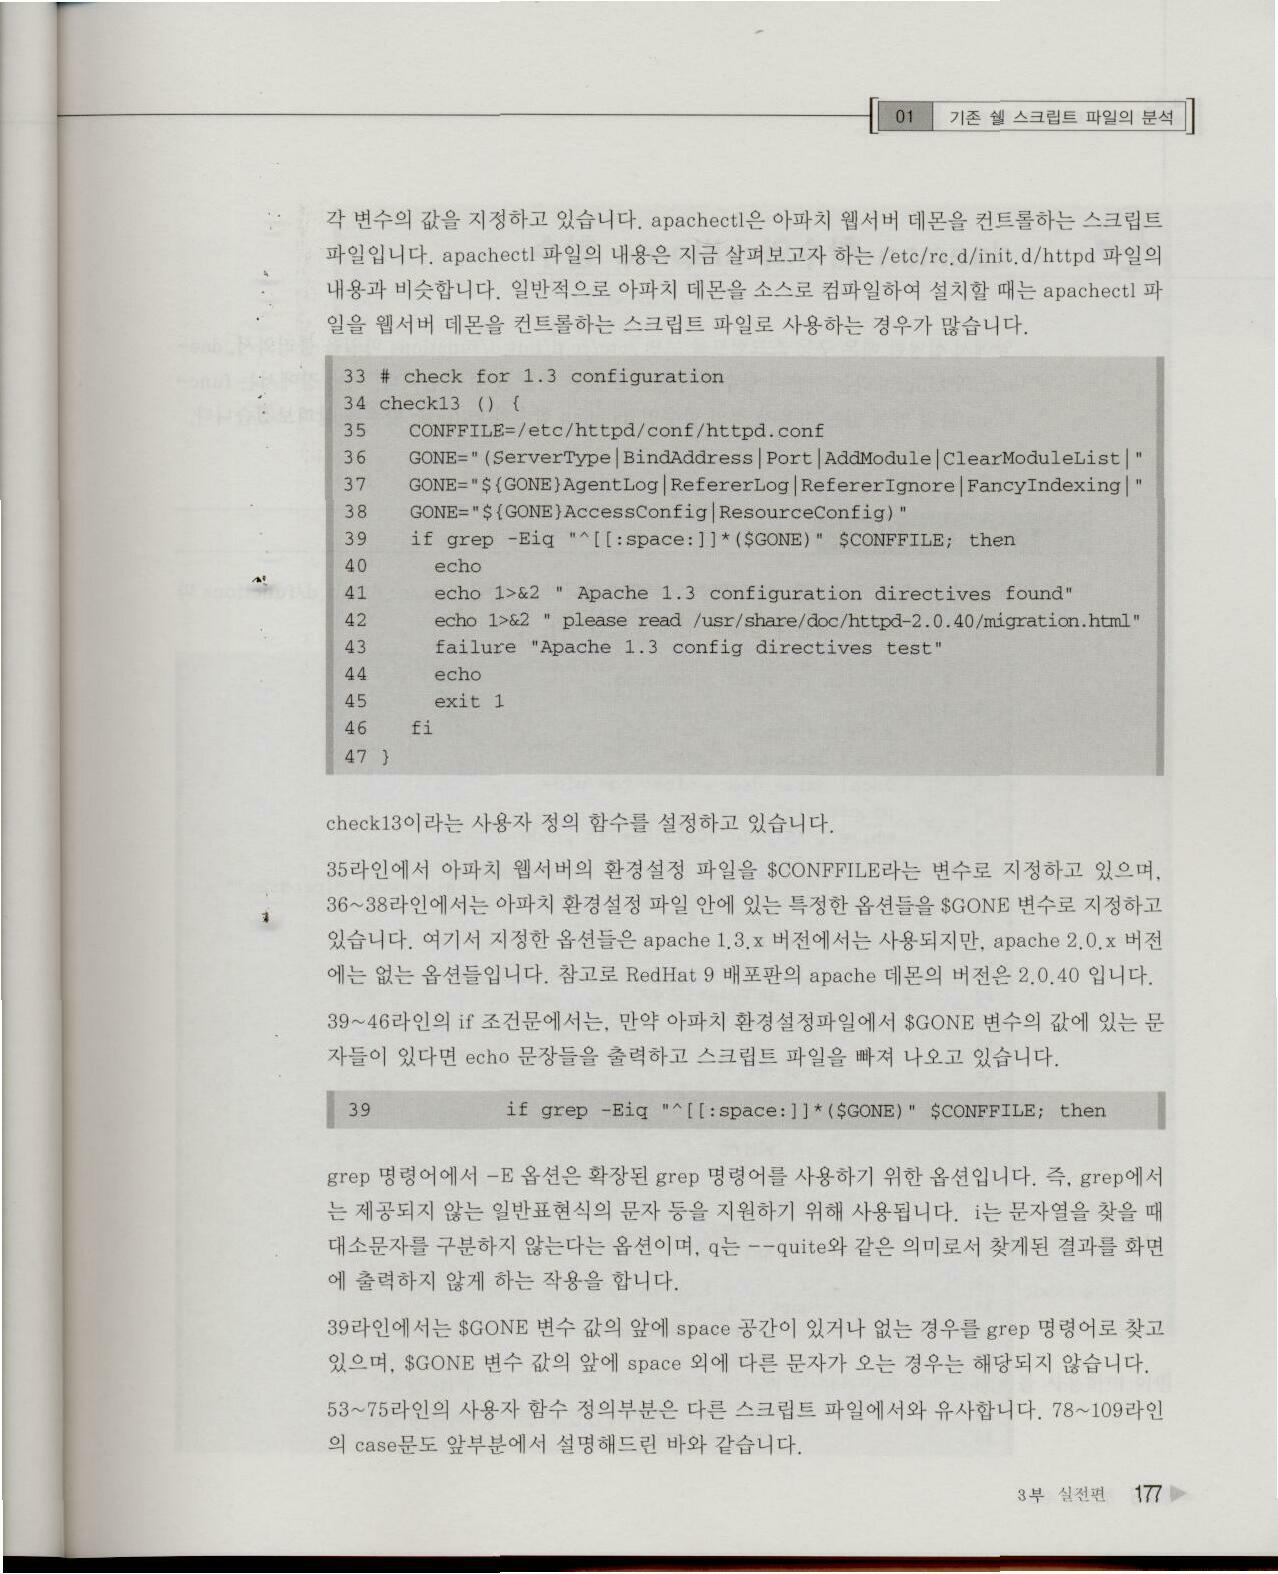 01 기존 쉘 스크립트 파일의 분석
각 변수의 값을 지정하고 있습니다. apachectl은 아파치 웹서버 데몬을 컨트롤하는 스크립트
파일입니다. apachectl 파일의 내용은 지금 살펴보고자 하는 /etc/rc.d/init.d/httpd 파일의
내용과 비슷합니다. 일반적으로 아파치 데몬을 소스로 컴파일하여 설치할 때는 apachectl 파
일을 웹서버 데몬을 컨트롤하는 스크립트 파일로 사용하는 경우가 많습니다.
33 # check for 1.3 configuration
34 check13 () {
35 CONFFILE=/etc/httpd/conf/httpd.conf
36 GONE="(ServerType|BindAddress|Port|AddModule|ClearModuleList|"
37 GONE="${GONE}AgentLog|RefererLog|RefererIgnore|FancyIndexing|"
38 GONE="${GONE}AccessConfig|ResourceConfig)"
39 if grep -Eiq "^[[:space:]]*($GONE)" $CONFFILE; then
40 echo
41 echo 1>&2 " Apache 1.3 configuration directives found"
42 echo 1>&2 " please read /usr/share/doc/httpd-2.0.40/migration.html"
43 failure "Apache 1.3 config directives test"
44 echo
45 exit 1
46 fi
47 }
check13이라는 사용자 정의 함수를 설정하고 있습니다.
35라인에서 아파치 웹서버의 환경설정 파일을 $CONFFILE라는 변수로 지정하고 있으며,
36~38라인에서는 아파치 환경설정 파일 안에 있는 특정한 옵션들을 $GONE 변수로 지정하고
있습니다. 여기서 지정한 옵션들은 apache 1.3.x 버전에서는 사용되지만, apache 2.0.x 버전
에는 없는 옵션들입니다. 참고로 RedHat 9 배포판의 apache 데몬의 버전은 2.0.40 입니다.
39~46라인의 if 조건문에서는, 만약 아파치 환경설정파일에서 $GONE 변수의 값에 있는 문
자들이 있다면 echo 문장들을 출력하고 스크립트 파일을 빠져 나오고 있습니다.
39 if grep -Eiq "^[[:space:]]*($GONE)" $CONFFILE; then
grep 명령어에서 -E 옵션은 확장된 grep 명령어를 사용하기 위한 옵션입니다. 즉, grep에서
는 제공되지 않는 일반표현식의 문자 등을 지원하기 위해 사용됩니다. i는 문자열을 찾을 때
대소문자를 구분하지 않는다는 옵션이며, q는 --quite와 같은 의미로서 찾게된 결과를 화면
에 출력하지 않게 하는 작용을 합니다.
39라인에서는 $GONE 변수 값의 앞에 space 공간이 있거나 없는 경우를 grep 명령어로 찾고
있으며, $GONE 변수 값의 앞에 space 외에 다른 문자가 오는 경우는 해당되지 않습니다.
53~75라인의 사용자 함수 정의부분은 다른 스크립트 파일에서와 유사합니다. 78~109라인
의 case문도 앞부분에서 설명해드린 바와 같습니다.
3부 실전편 177